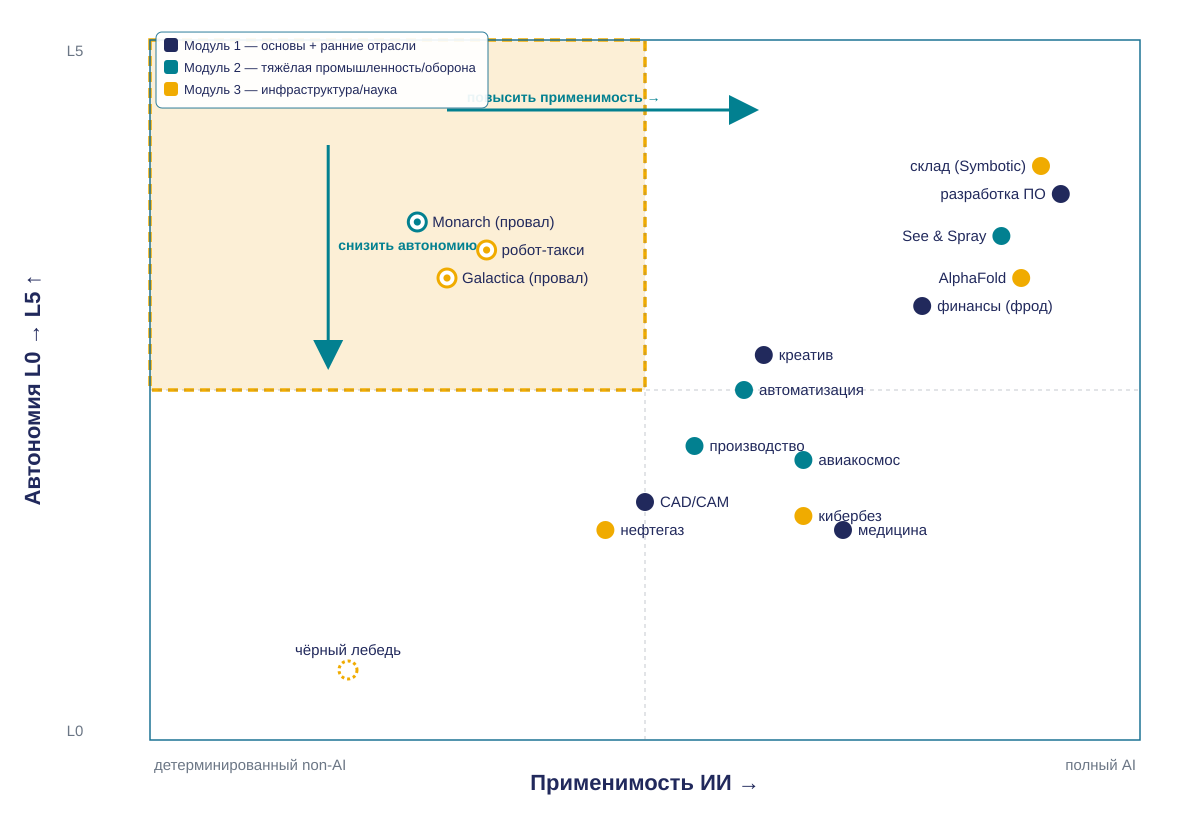 L5
Модуль 1 — основы + ранние отрасли
Модуль 2 — тяжёлая промышленность/оборона
Модуль 3 — инфраструктура/наука
повысить применимость →
склад (Symbotic)
разработка ПО
Monarch (провал)
See & Spray
снизить автономию
робот-такси
Galactica (провал)
AlphaFold
финансы (фрод)
Автономия L0 → L5 ↑
креатив
автоматизация
производство
авиакосмос
CAD/CAM
кибербез
нефтегаз
медицина
чёрный лебедь
L0
детерминированный non-AI
полный AI
Применимость ИИ →